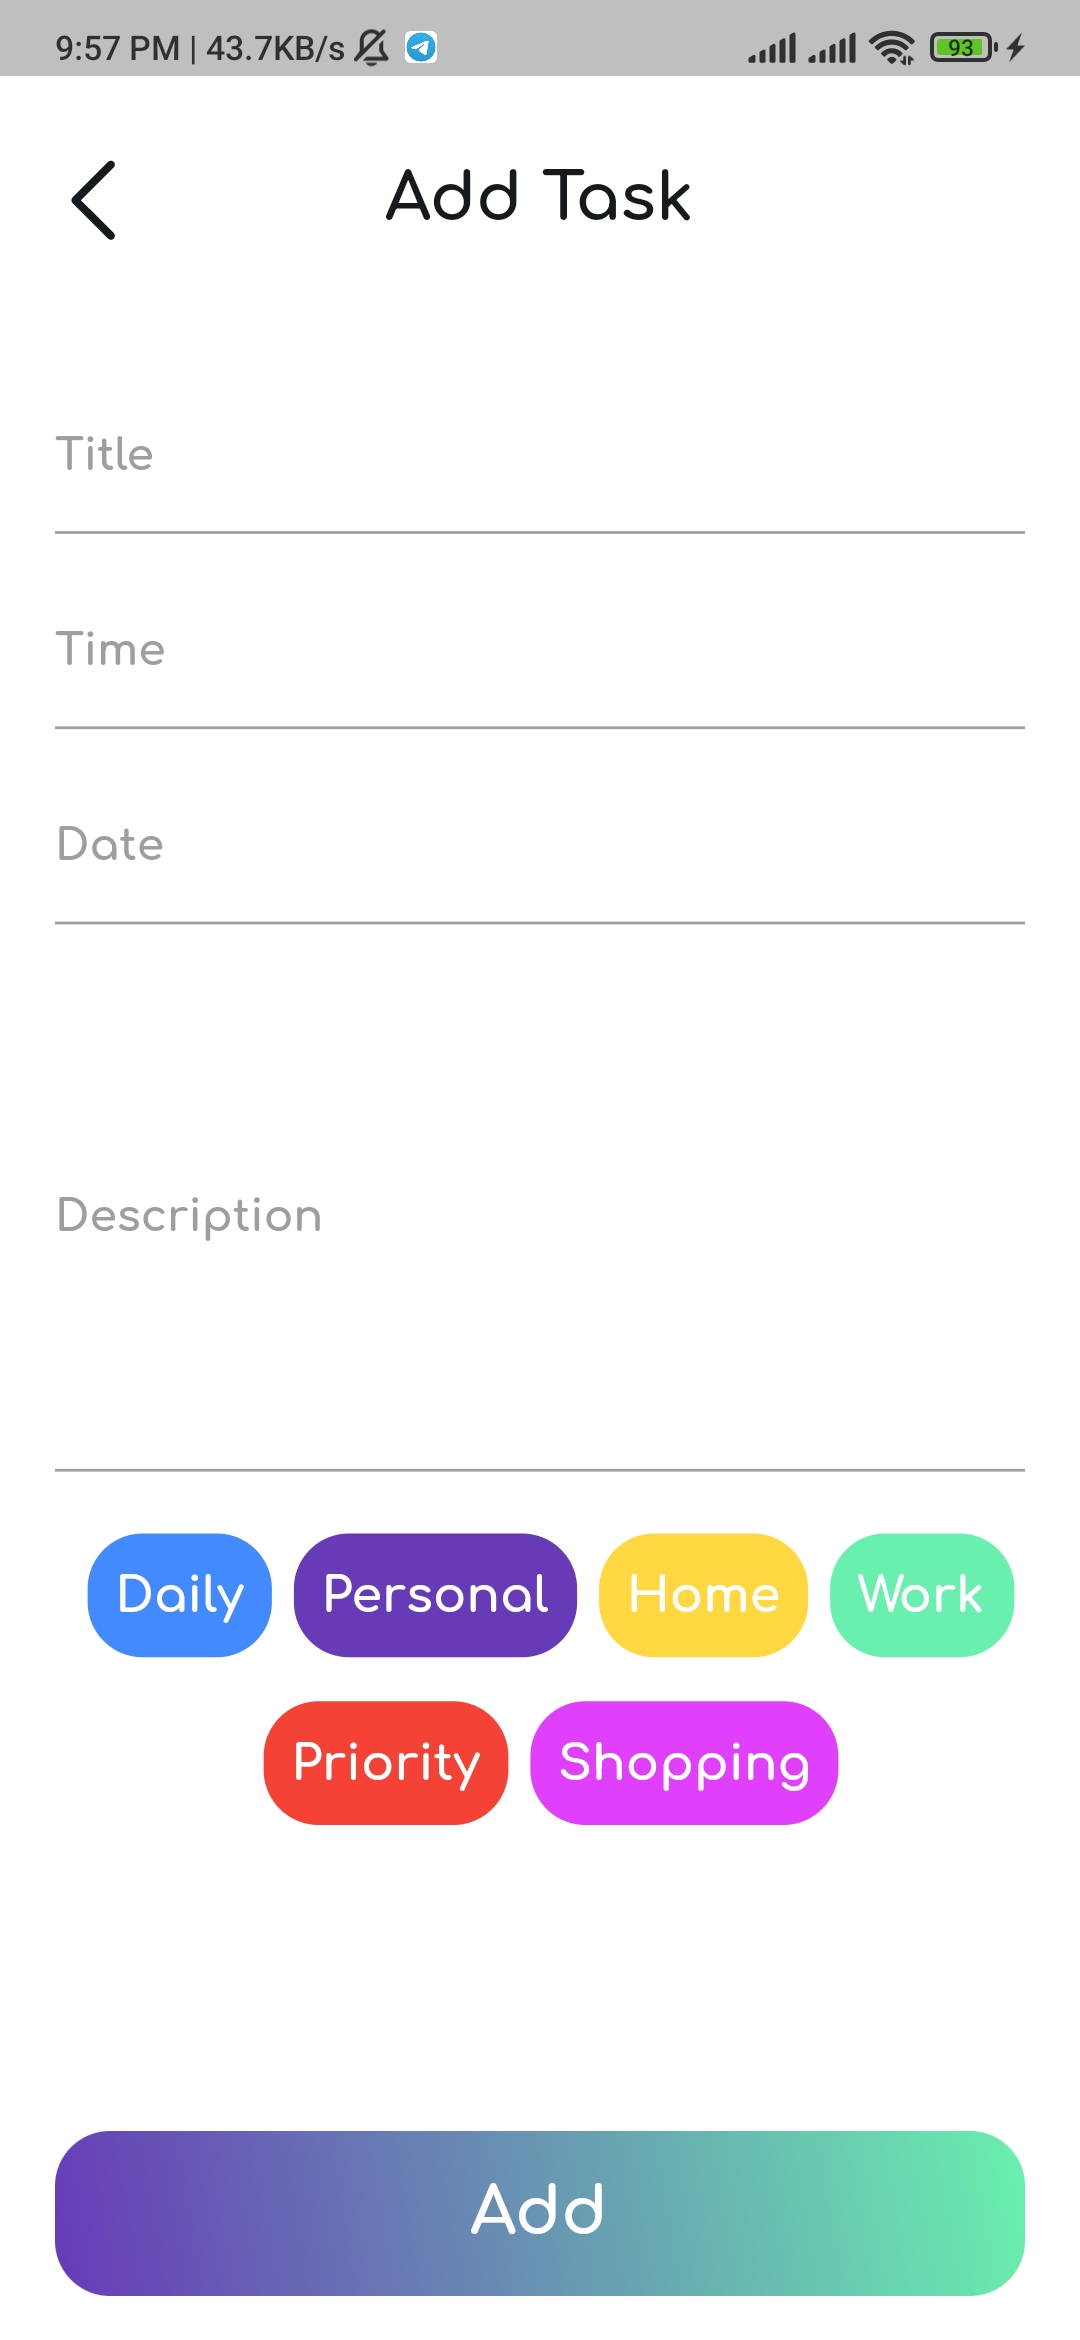 9:57 PM | 43.7KB/s 93
Add Task
Title
Time
Date
Description
Daily Personal Home Work
Priority Shopping
Add